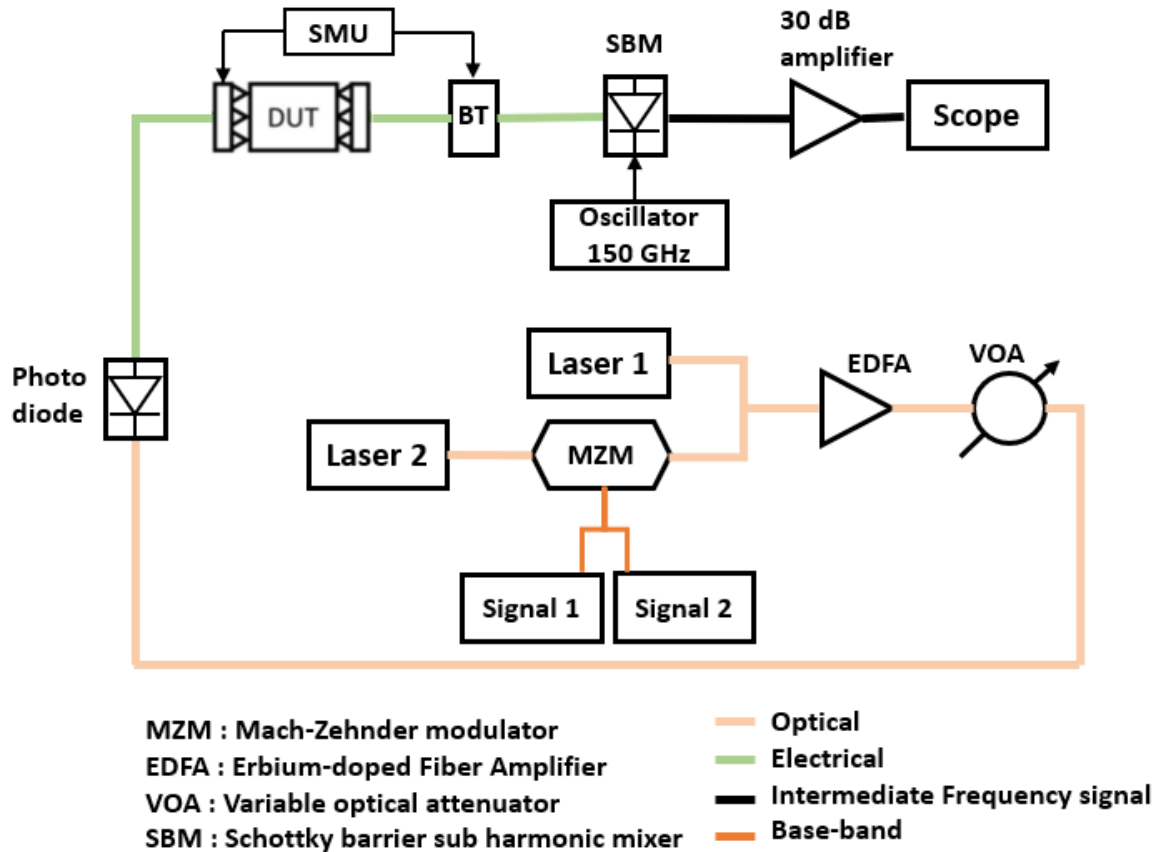 SMU
30 dB
amplifier
SBM
DUT
BT
Scope
Oscillator
150 GHz
Laser 1
EDFA
VOA
Photo
diode
Laser 2
MZM
Signal 1
Signal 2
MZM : Mach-Zehnder modulator
EDFA : Erbium-doped Fiber Amplifier
VOA : Variable optical attenuator
SBM : Schottky barrier sub harmonic mixer
Optical
Electrical
Intermediate Frequency signal
Base-band